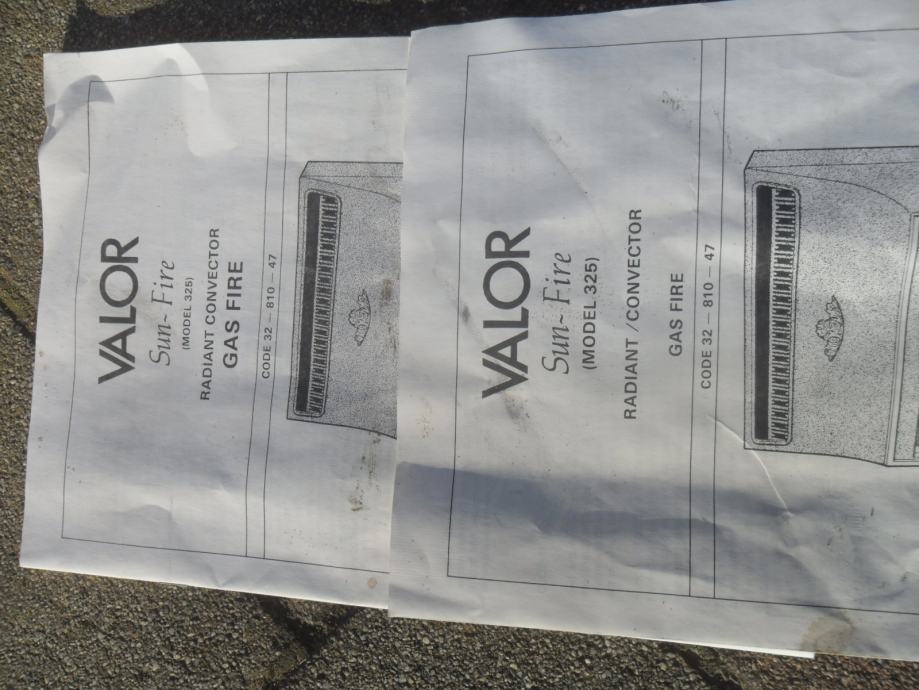 VALOR
Sun~Fire
(MODEL 325)
RADIANT CONVECTOR
GAS FIRE
CODE 32 – 810 – 47
VALOR
Sun~Fire
(MODEL 325)
RADIANT / CONVECTOR
GAS FIRE
CODE 32 – 810 – 47